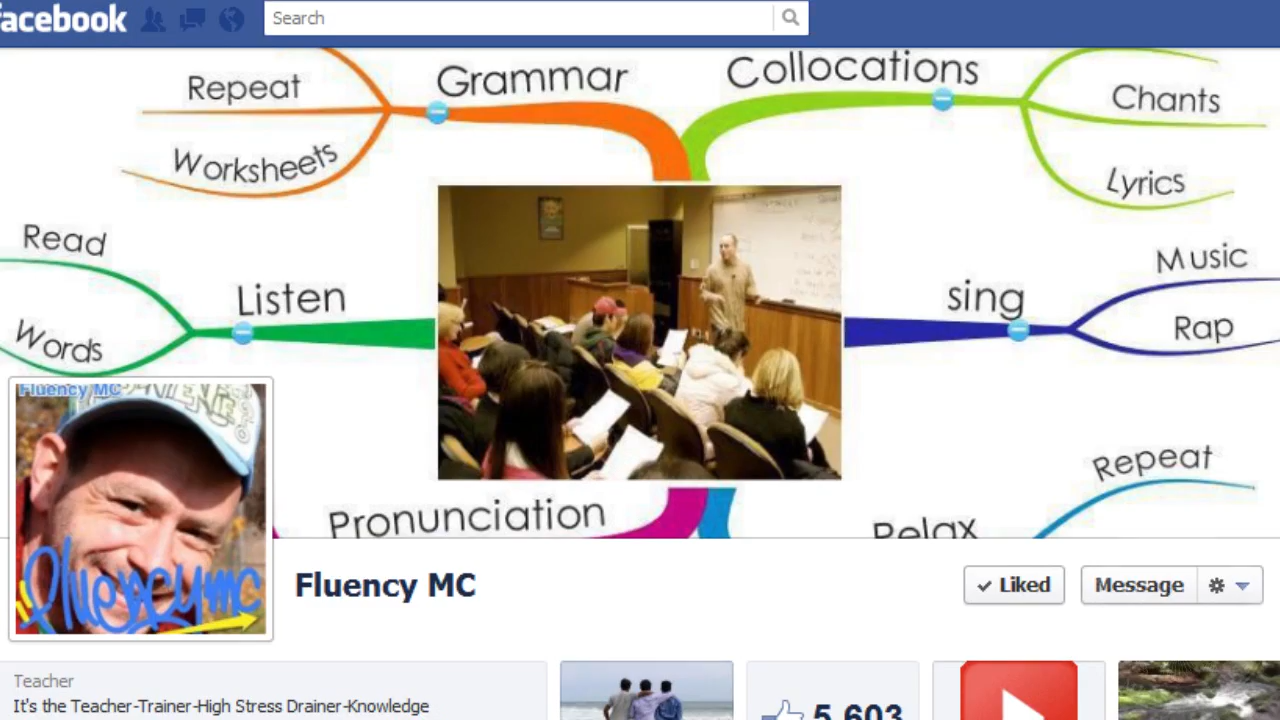 facebook
Search
Grammar
Collocations
Repeat
Chants
Worksheets
Lyrics
Read
Listen
sing
Music
Words
Rap
Fluency MC
Repeat
Pronunciation
Relax
fluencymc
Fluency MC
Liked
Message
Teacher
It's the Teacher-Trainer-High Stress Drainer-Knowledge
5,603